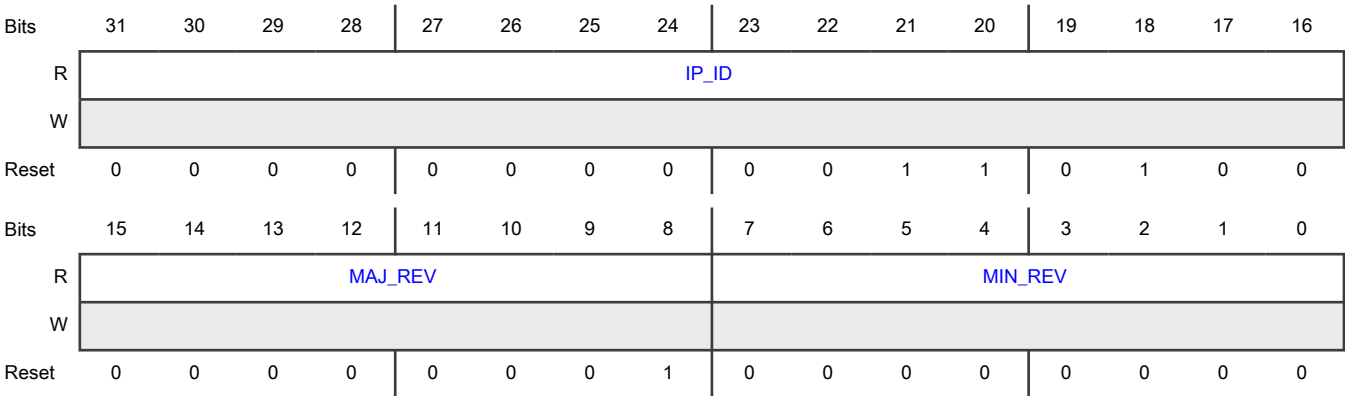 Bits 31 30 29 28 27 26 25 24 23 22 21 20 19 18 17 16
R IP_ID
W
Reset 0 0 0 0 0 0 0 0 0 0 1 1 0 1 0 0
Bits 15 14 13 12 11 10 9 8 7 6 5 4 3 2 1 0
R MAJ_REV MIN_REV
W
Reset 0 0 0 0 0 0 0 1 0 0 0 0 0 0 0 0